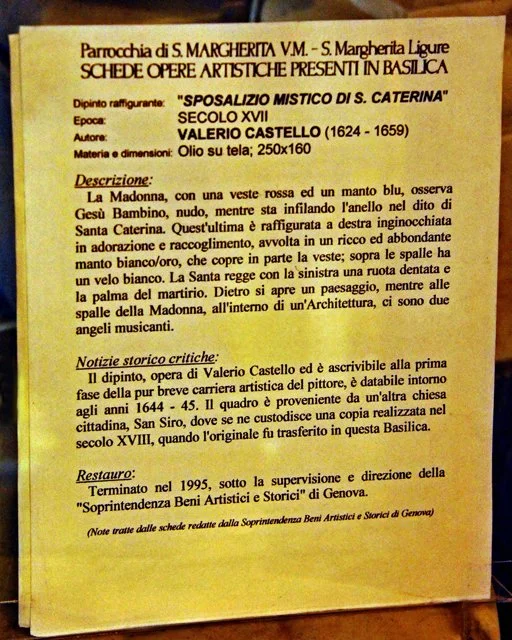 Parrocchia di S. MARGHERITA V.M. - S. Margherita Ligure
SCHEDE OPERE ARTISTICHE PRESENTI IN BASILICA
Dipinto raffigurante: "SPOSALIZIO MISTICO DI S. CATERINA"
Epoca: SECOLO XVII
Autore: VALERIO CASTELLO (1624 - 1659)
Materia e dimensioni: Olio su tela; 250x160
Descrizione:
La Madonna, con una veste rossa ed un manto blu, osserva
Gesù Bambino, nudo, mentre sta infilando l'anello nel dito di
Santa Caterina. Quest'ultima è raffigurata a destra inginocchiata
in adorazione e raccoglimento, avvolta in un ricco ed abbondante
manto bianco/oro, che copre in parte la veste; sopra le spalle ha
un velo bianco. La Santa regge con la sinistra una ruota dentata e
la palma del martirio. Dietro si apre un paesaggio, mentre alle
spalle della Madonna, all'interno di un'Architettura, ci sono due
angeli musicanti.
Notizie storico critiche:
Il dipinto, opera di Valerio Castello ed è ascrivibile alla prima
fase della pur breve carriera artistica del pittore, è databile intorno
agli anni 1644 - 45. Il quadro è proveniente da un'altra chiesa
cittadina, San Siro, dove se ne custodisce una copia realizzata nel
secolo XVIII, quando l'originale fu trasferito in questa Basilica.
Restauro:
Terminato nel 1995, sotto la supervisione e direzione della
"Soprintendenza Beni Artistici e Storici" di Genova.
(Note tratte dalle schede redatte dalla Soprintendenza Beni Artistici e Storici di Genova)